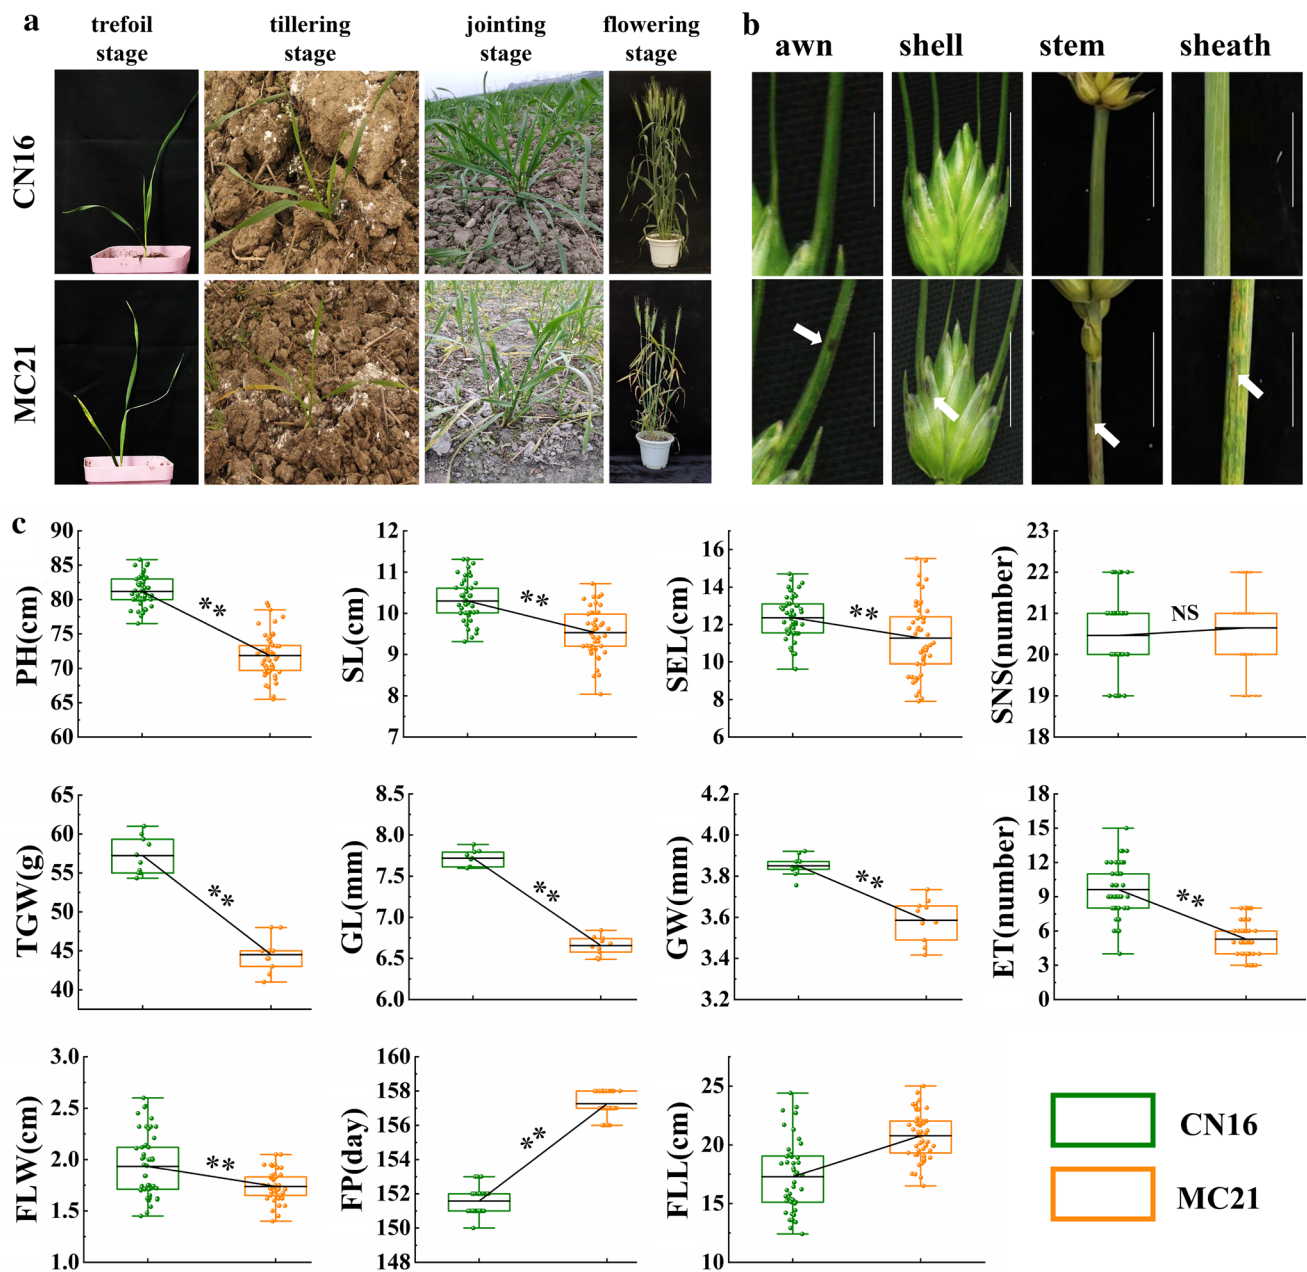 a
trefoil stage
tillering stage
jointing stage
flowering stage
b
awn
shell
stem
sheath
CN16
MC21
c
PH(cm)
90
85
80
75
70
65
60
**
SL(cm)
12
11
10
9
8
7
**
SEL(cm)
16
14
12
10
8
6
**
SNS(number)
23
22
21
20
19
18
NS
TGW(g)
65
60
55
50
45
40
**
GL(mm)
8.5
8.0
7.5
7.0
6.5
6.0
**
GW(mm)
4.2
4.0
3.8
3.6
3.4
3.2
**
ET(number)
18
15
12
9
6
3
0
**
FLW(cm)
3.0
2.5
2.0
1.5
1.0
**
FP(day)
160
158
156
154
152
150
148
**
FLL(cm)
25
20
15
10
CN16
MC21